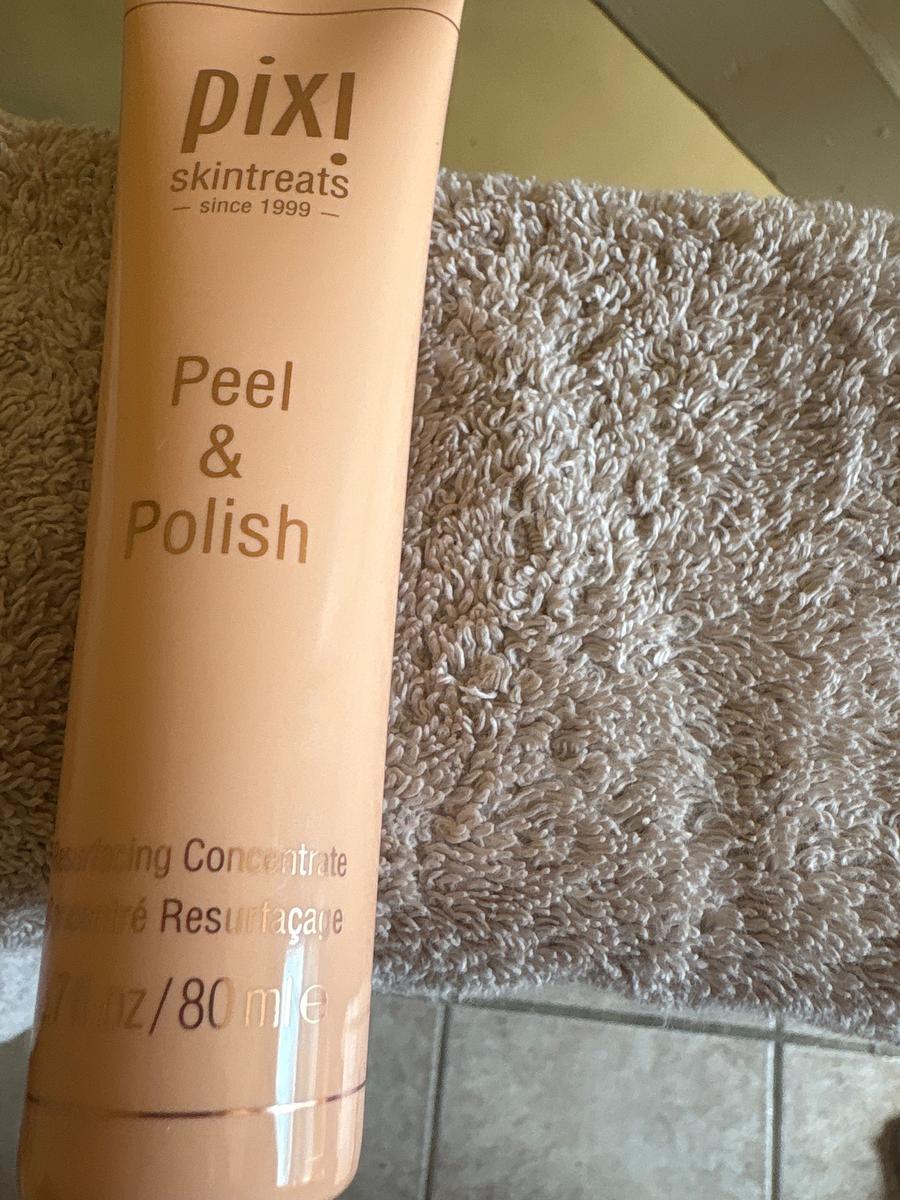 pixi
skintreats
— since 1999 —
Peel
&
Polish
Concentrate
Resurfaçage
/80 ml e